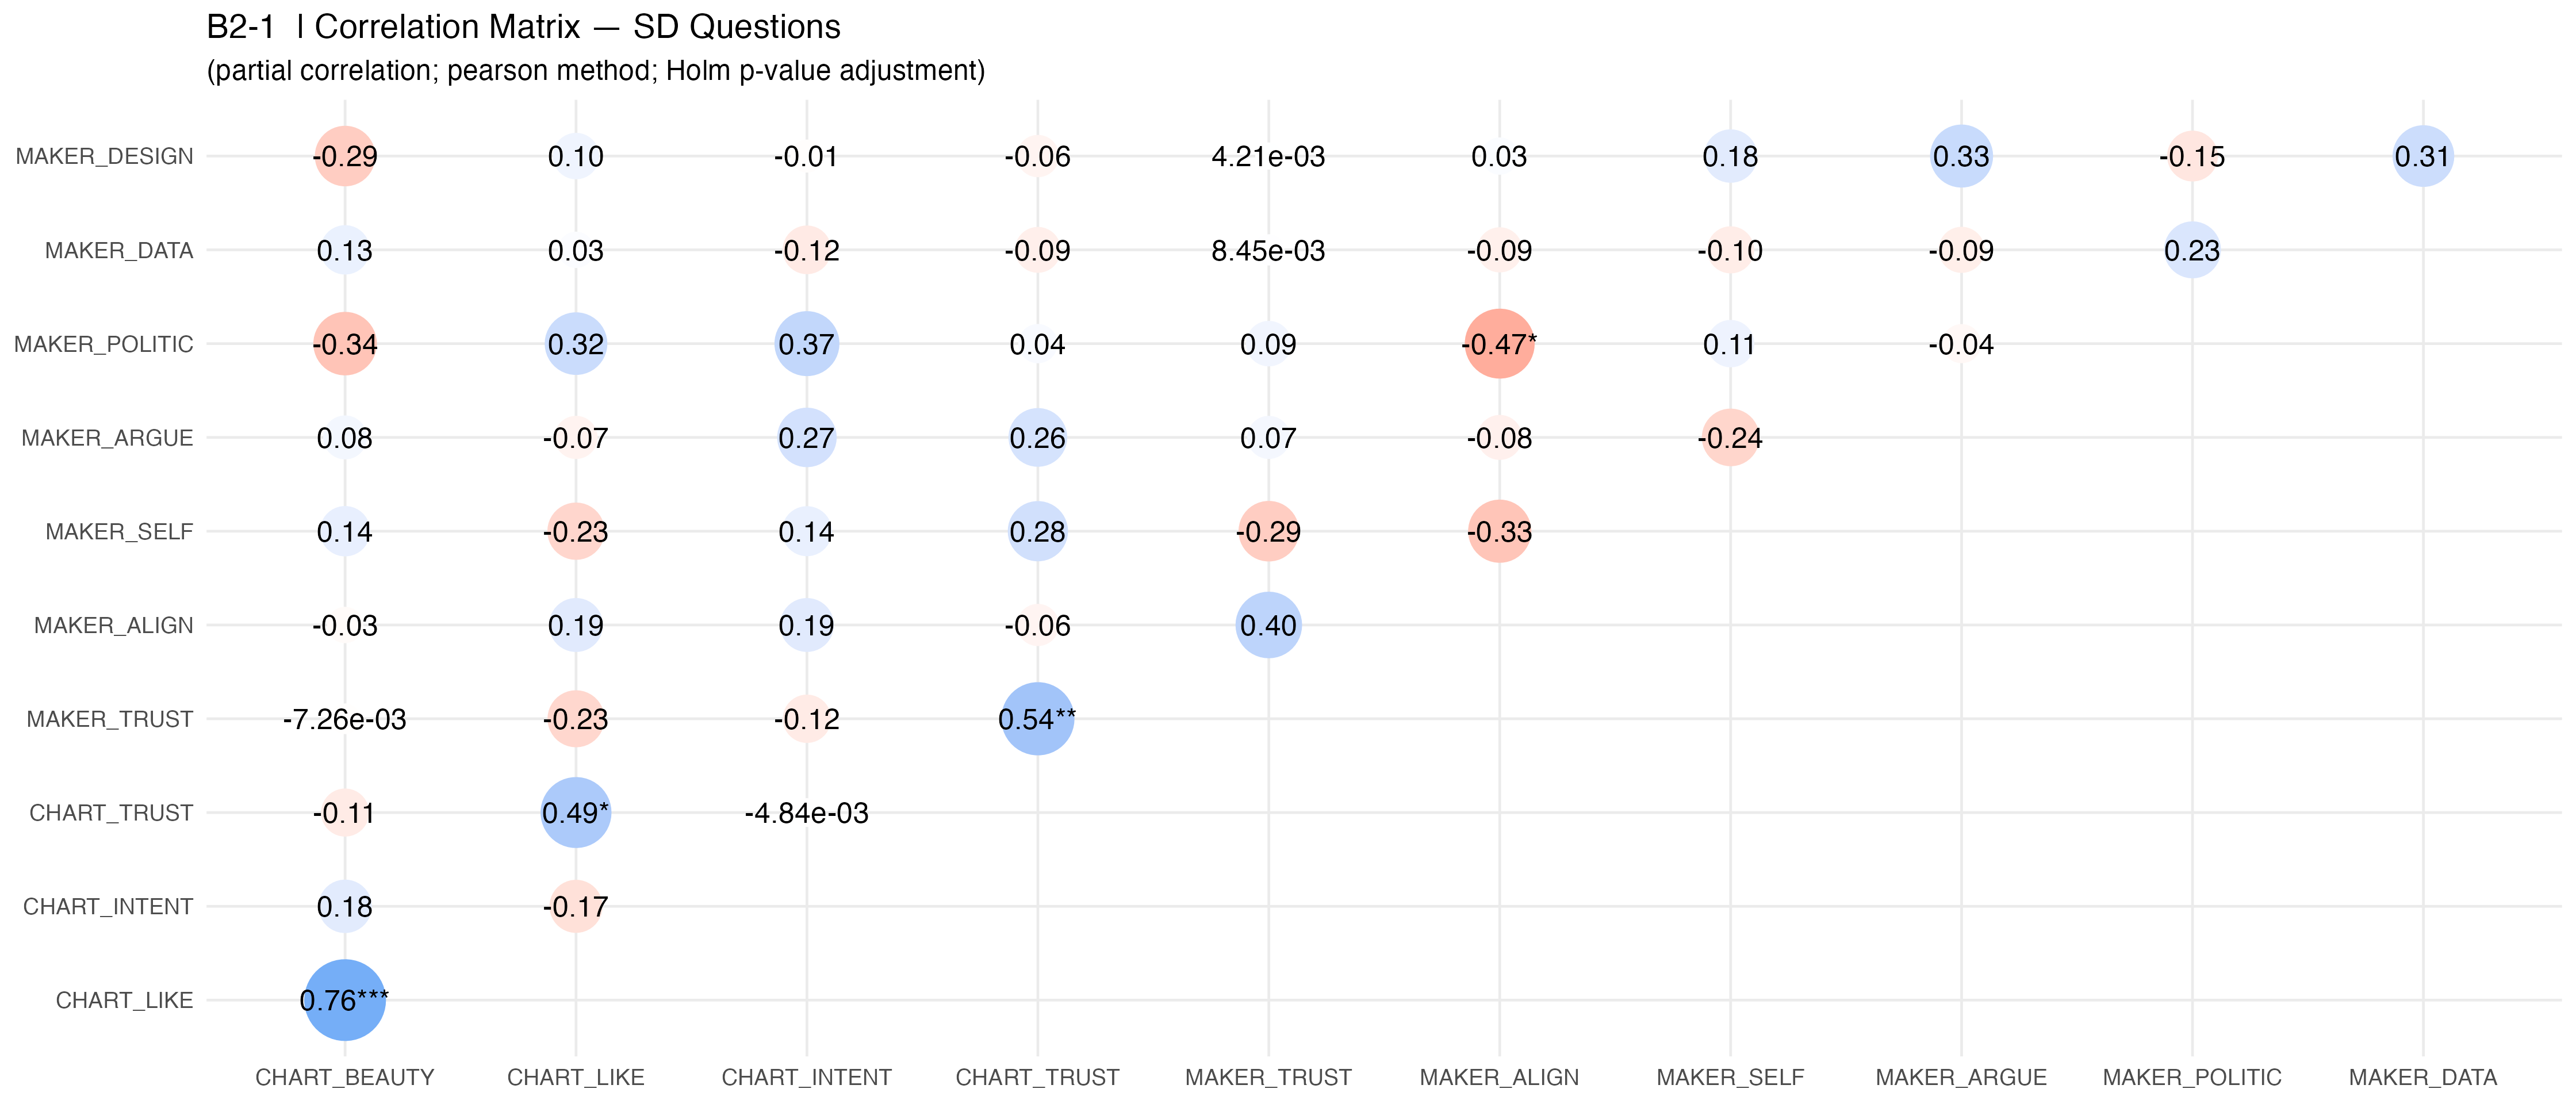 B2-1 | Correlation Matrix — SD Questions
(partial correlation; pearson method; Holm p-value adjustment)
MAKER_DESIGN -0.29 0.10 -0.01 -0.06 4.21e-03 0.03 0.18 0.33 -0.15 0.31
MAKER_DATA 0.13 0.03 -0.12 -0.09 8.45e-03 -0.09 -0.10 -0.09 0.23
MAKER_POLITIC -0.34 0.32 0.37 0.04 0.09 -0.47* 0.11 -0.04
MAKER_ARGUE 0.08 -0.07 0.27 0.26 0.07 -0.08 -0.24
MAKER_SELF 0.14 -0.23 0.14 0.28 -0.29 -0.33
MAKER_ALIGN -0.03 0.19 0.19 -0.06 0.40
MAKER_TRUST -7.26e-03 -0.23 -0.12 0.54**
CHART_TRUST -0.11 0.49* -4.84e-03
CHART_INTENT 0.18 -0.17
CHART_LIKE 0.76***
CHART_BEAUTY CHART_LIKE CHART_INTENT CHART_TRUST MAKER_TRUST MAKER_ALIGN MAKER_SELF MAKER_ARGUE MAKER_POLITIC MAKER_DATA